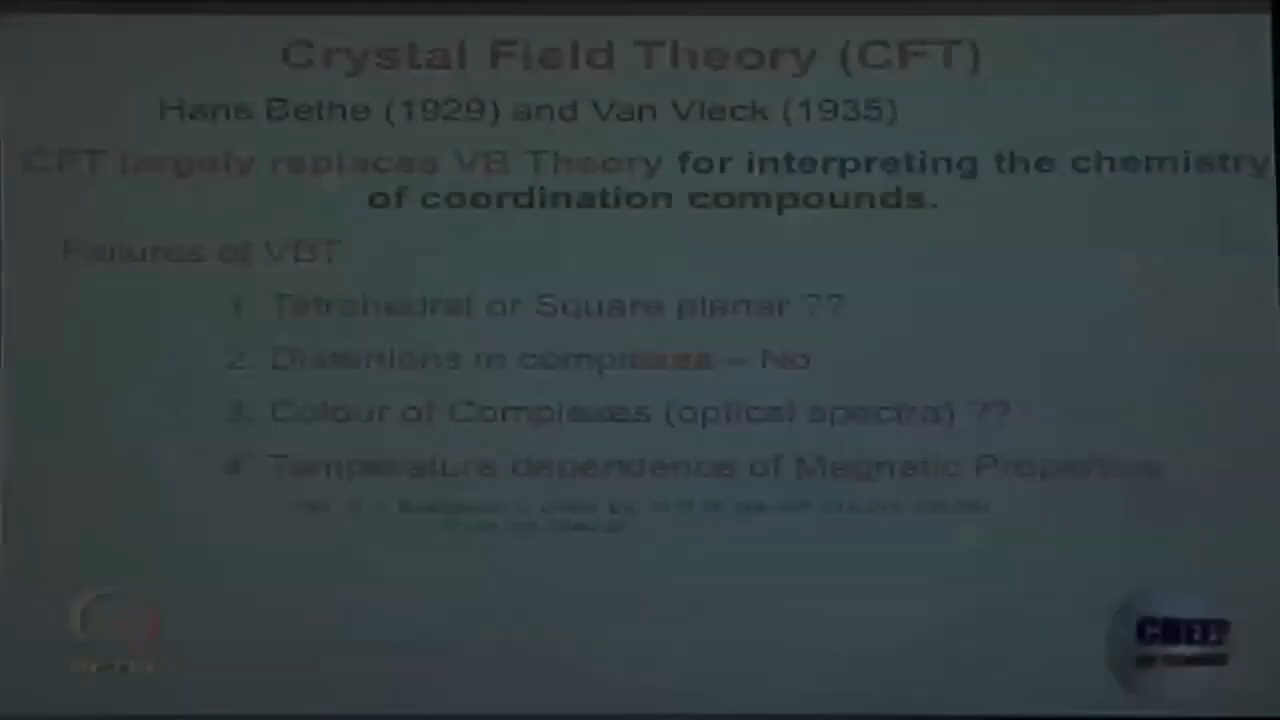 Crystal Field Theory (CFT)
Hans Bethe (1929) and Van Vleck (1935)
CFT largely replaces VB Theory for interpreting the chemistry
of coordination compounds.
Failures of VBT
1. Tetrahedral or Square planar ??
2. Distortions in complexes – No
3. Colour of Complexes (optical spectra) ??
4. Temperature dependence of Magnetic Properties